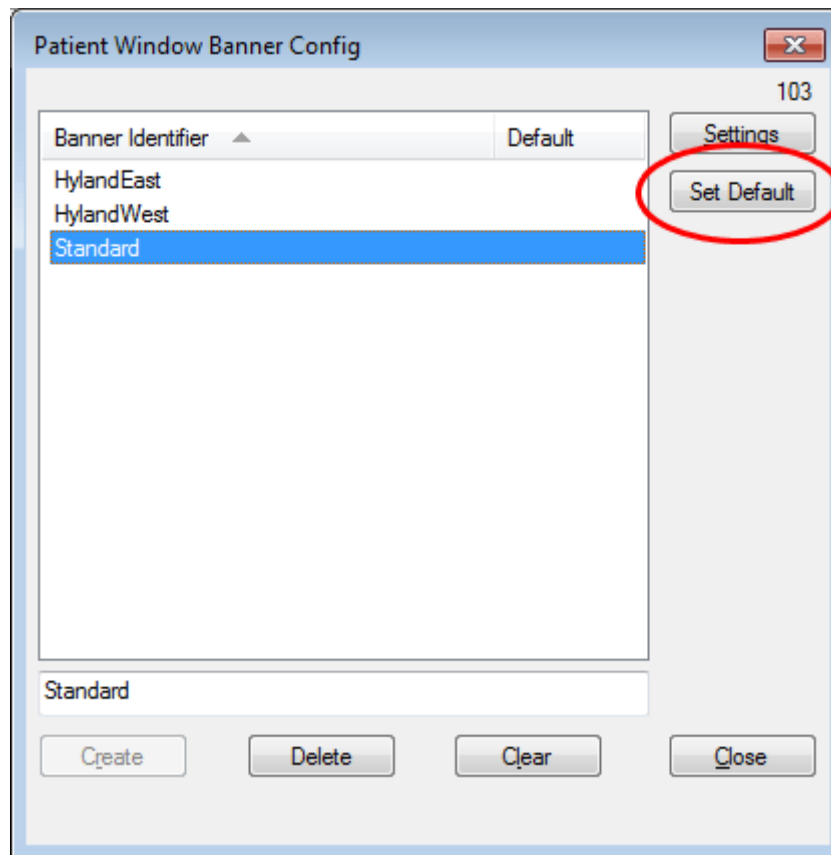 Patient Window Banner Config
103
Banner Identifier Default
Settings
HylandEast
Set Default
HylandWest
Standard
Standard
Create Delete Clear Close